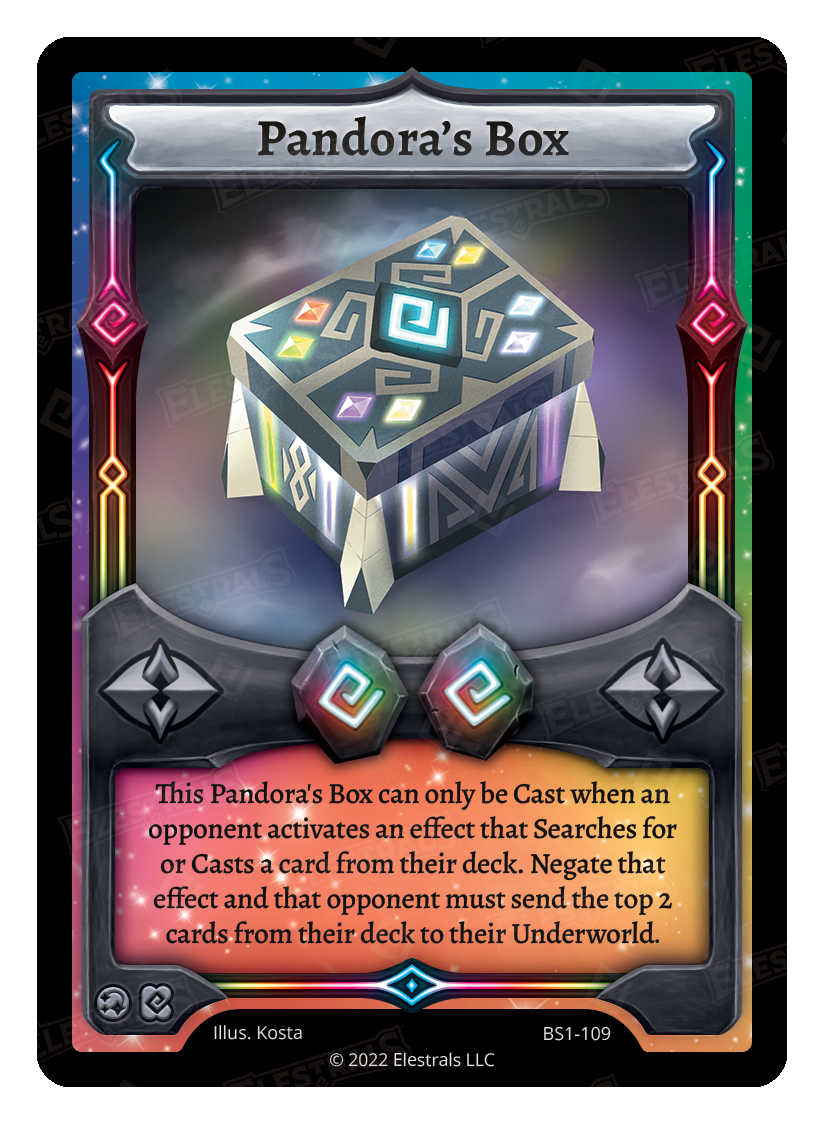 Pandora's Box
This Pandora's Box can only be Cast when an
opponent activates an effect that Searches for
or Casts a card from their deck. Negate that
effect and that opponent must send the top 2
cards from their deck to their Underworld.
Illus. Kosta
BS1-109
© 2022 Elestrals LLC
ELESTRALS